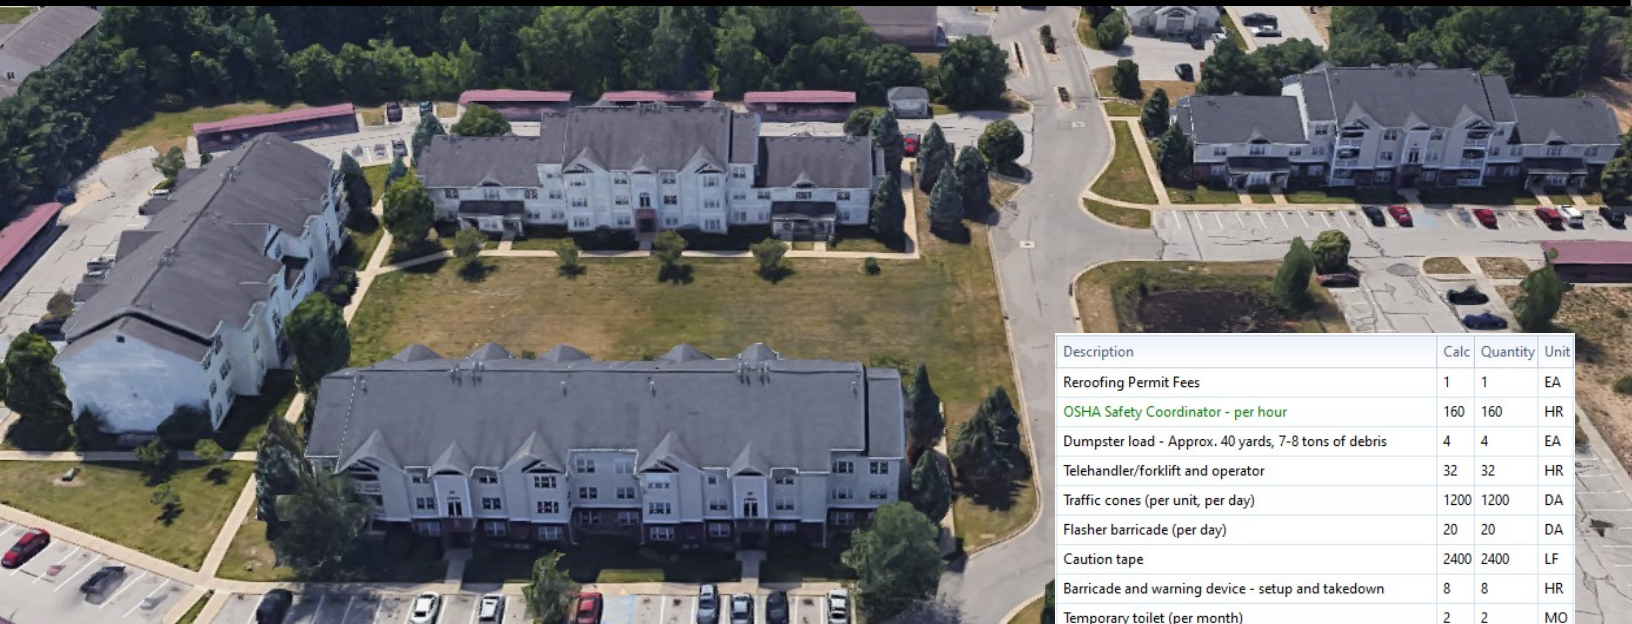 Description Calc Quantity Unit
Reroofing Permit Fees 1 1 EA
OSHA Safety Coordinator - per hour 160 160 HR
Dumpster load - Approx. 40 yards, 7-8 tons of debris 4 4 EA
Telehandler/forklift and operator 32 32 HR
Traffic cones (per unit, per day) 1200 1200 DA
Flasher barricade (per day) 20 20 DA
Caution tape 2400 2400 LF
Barricade and warning device - setup and takedown 8 8 HR
Temporary toilet (per month) 2 2 MO